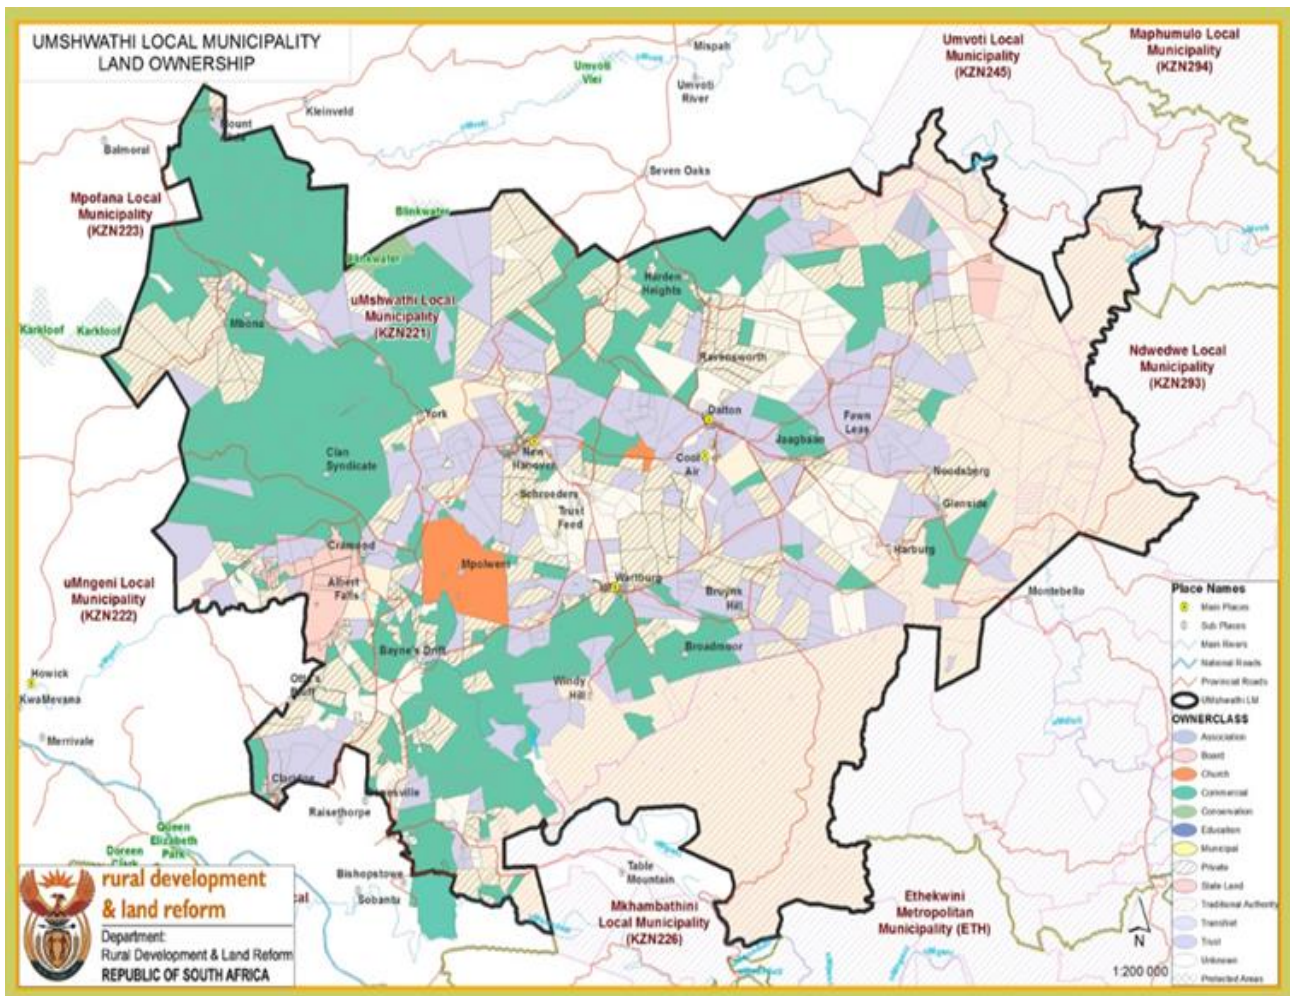 UMSHWATHI LOCAL MUNICIPALITY
LAND OWNERSHIP
Mispah
Umvoti Local
Municipality
(KZN245)
Maphumulo Local
Municipality
(KZN294)
Umvoti
Vlei
Umvoti
River
Kleinveld
Mount
Balmoral
Seven Oaks
Mpofana Local
Municipality
(KZN223)
Blinkwater
Blinkwater
Harden
Heights
uMshwathi Local
Municipality
(KZN221)
Karkloof
Karkloof
Mbona
Ravensworth
Ndwedwe Local
Municipality
(KZN293)
York
Dalton
Fawn
Leas
Jaagbaan
Clan
Syndicate
New
Hanover
Cool
Air
Noodsberg
Schroeders
Trust
Feed
Glenside
Cramond
Harburg
Mpolweni
Albert
Falls
Wartburg
Bruyns
Hill
uMngeni Local
Municipality
(KZN222)
Montebello
Bayne's Drift
Broadmoor
Howick
KwaMevana
Otto's
Bluff
Windy
Hill
Merrivale
Claridge
Raisethorpe
Queen
Elizabeth
Park
Doreen
Clark
Bishopstowe
Sobantu
Table
Mountain
Mkhambathini
Local Municipality
(KZN226)
Ethekwini
Metropolitan
Municipality (ETH)
Place Names
Main Places
Sub Places
Main Rivers
National Roads
Provincial Roads
UMshwathi LM
OWNERCLASS
Association
Board
Church
Commercial
Conservation
Education
Municipal
Private
State Land
Traditional Authority
Transnet
Trust
Unknown
Protected Areas
N
1:200 000
rural development
& land reform
Department:
Rural Development & Land Reform
REPUBLIC OF SOUTH AFRICA